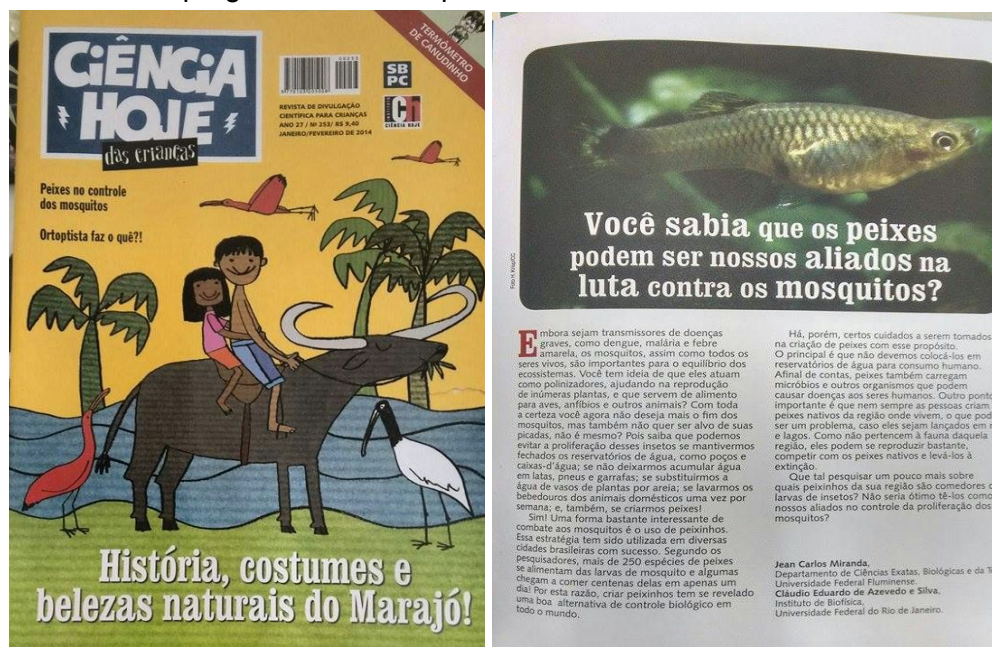 TERMÔMETRO
DE CANUDINHO
CIÊNCIA
HOJE
das crianças
SB
PC
Ch
CIÊNCIA HOJE
REVISTA DE DIVULGAÇÃO
CIENTÍFICA PARA CRIANÇAS
ANO 27 / Nº 253/ R$ 9,40
JANEIRO/FEVEREIRO DE 2014
Peixes no controle
dos mosquitos
Ortoptista faz o quê?!
História, costumes e
belezas naturais do Marajó!
Você sabia que os peixes
podem ser nossos aliados na
luta contra os mosquitos?
Embora sejam transmissores de doenças
graves, como dengue, malária e febre
amarela, os mosquitos, assim como todos os
seres vivos, são importantes para o equilíbrio dos
ecossistemas. Você tem ideia de que eles atuam
como polinizadores, ajudando na reprodução
de inúmeras plantas, e que servem de alimento
para aves, anfíbios e outros animais? Com toda
a certeza você agora não deseja mais o fim dos
mosquitos, mas também não quer ser alvo de suas
picadas, não é mesmo? Pois saiba que podemos
evitar a proliferação desses insetos se mantivermos
fechados os reservatórios de água, como poços e
caixas-d'água; se não deixarmos acumular água
em latas, pneus e garrafas; se substituirmos a
água de vasos de plantas por areia; se lavarmos os
bebedouros dos animais domésticos uma vez por
semana; e, também, se criarmos peixes!
Sim! Uma forma bastante interessante de
combate aos mosquitos é o uso de peixinhos.
Essa estratégia tem sido utilizada em diversas
cidades brasileiras com sucesso. Segundo os
pesquisadores, mais de 250 espécies de peixes
se alimentam das larvas de mosquito e algumas
chegam a comer centenas delas em apenas um
dia! Por esta razão, criar peixinhos tem se revelado
uma boa alternativa de controle biológico em
todo o mundo.
Há, porém, certos cuidados a serem tomados
na criação de peixes com esse propósito.
O principal é que não devemos colocá-los em
reservatórios de água para consumo humano.
Afinal de contas, peixes também carregam
micróbios e outros organismos que podem
causar doenças aos seres humanos. Outro ponto
importante é que nem sempre as pessoas criam
peixes nativos da região onde vivem, o que pod
ser um problema, caso eles sejam lançados em
e lagos. Como não pertencem à fauna daquela
região, eles podem se reproduzir bastante,
competir com os peixes nativos e levá-los à
extinção.
Que tal pesquisar um pouco mais sobre
quais peixinhos da sua região são comedores
larvas de insetos? Não seria ótimo tê-los como
nossos aliados no controle da proliferação dos
mosquitos?
Jean Carlos Miranda,
Departamento de Ciências Exatas, Biológicas e da
Universidade Federal Fluminense.
Cláudio Eduardo de Azevedo e Silva,
Instituto de Biofísica,
Universidade Federal do Rio de Janeiro.